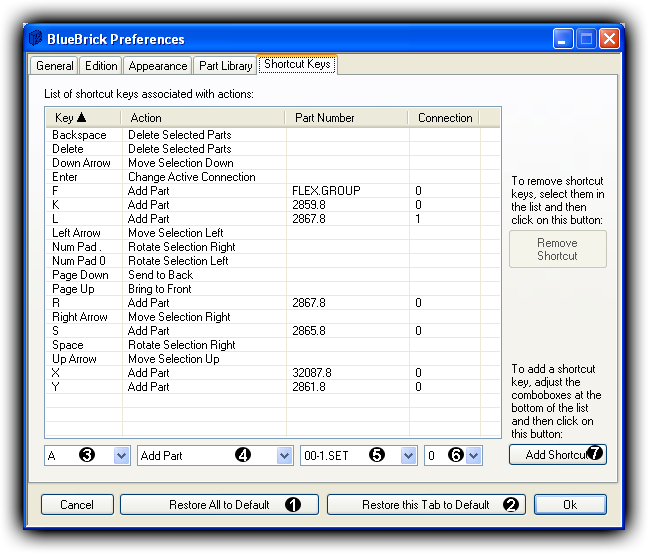 BlueBrick Preferences
General Edition Appearance Part Library Shortcut Keys
List of shortcut keys associated with actions:
Key Action Part Number Connection
Backspace Delete Selected Parts
Delete Delete Selected Parts
Down Arrow Move Selection Down
Enter Change Active Connection
F Add Part FLEX.GROUP 0
K Add Part 2859.8 0
L Add Part 2867.8 1
Left Arrow Move Selection Left
Num Pad . Rotate Selection Right
Num Pad 0 Rotate Selection Left
Page Down Send to Back
Page Up Bring to Front
R Add Part 2867.8 0
Right Arrow Move Selection Right
S Add Part 2865.8 0
Space Rotate Selection Right
Up Arrow Move Selection Up
X Add Part 32087.8 0
Y Add Part 2861.8 0
To remove shortcut
keys, select them in
the list and then
click on this button:
Remove
Shortcut
To add a shortcut
key, adjust the
comboboxes at the
bottom of the list
and then click on
this button:
A 3 Add Part 4 00-1.SET 5 0 6 Add Shortcut 7
Cancel Restore All to Default 1 Restore this Tab to Default 2 Ok